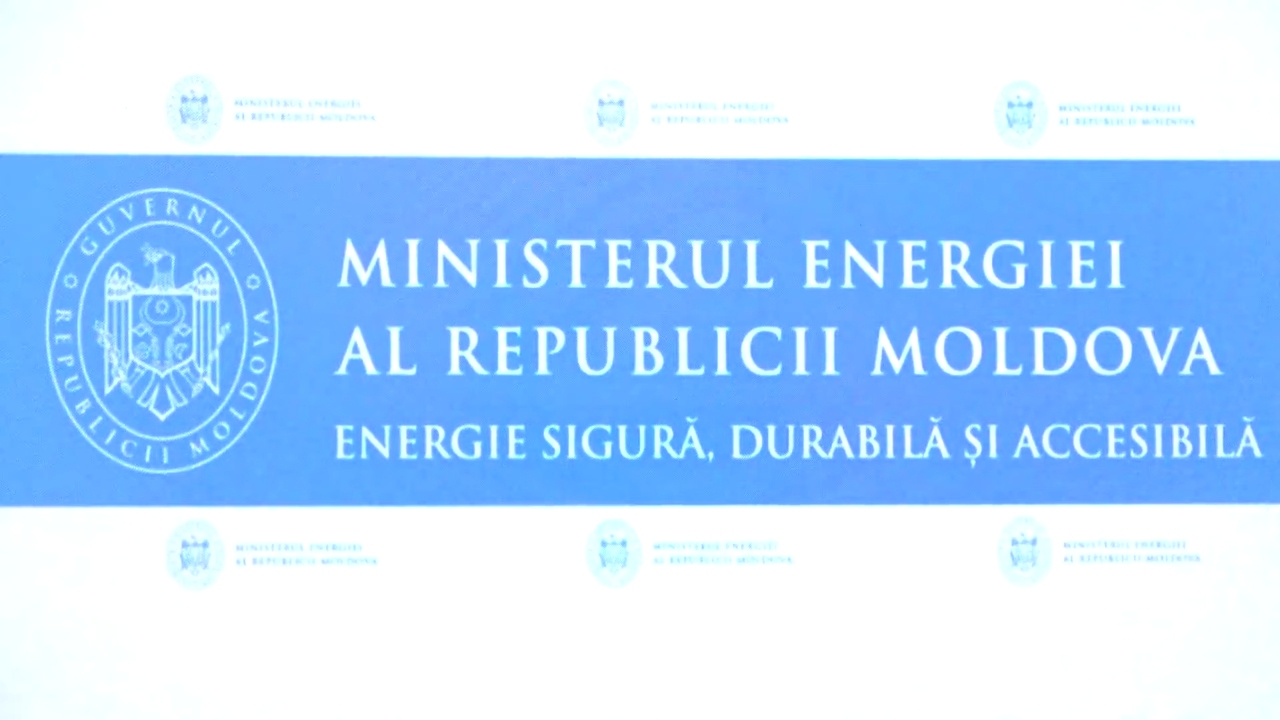 MINISTERUL ENERGIEI
AL REPUBLICII MOLDOVA
MINISTERUL ENERGIEI
AL REPUBLICII MOLDOVA
MINISTERUL ENERGIEI
AL REPUBLICII MOLDOVA
GUVERNUL
REPUBLICII MOLDOVA
MINISTERUL ENERGIEI
AL REPUBLICII MOLDOVA
ENERGIE SIGURĂ, DURABILĂ ȘI ACCESIBILĂ
MINISTERUL ENERGIEI
AL REPUBLICII MOLDOVA
MINISTERUL ENERGIEI
AL REPUBLICII MOLDOVA
MINISTERUL ENERGIEI
AL REPUBLICII MOLDOVA